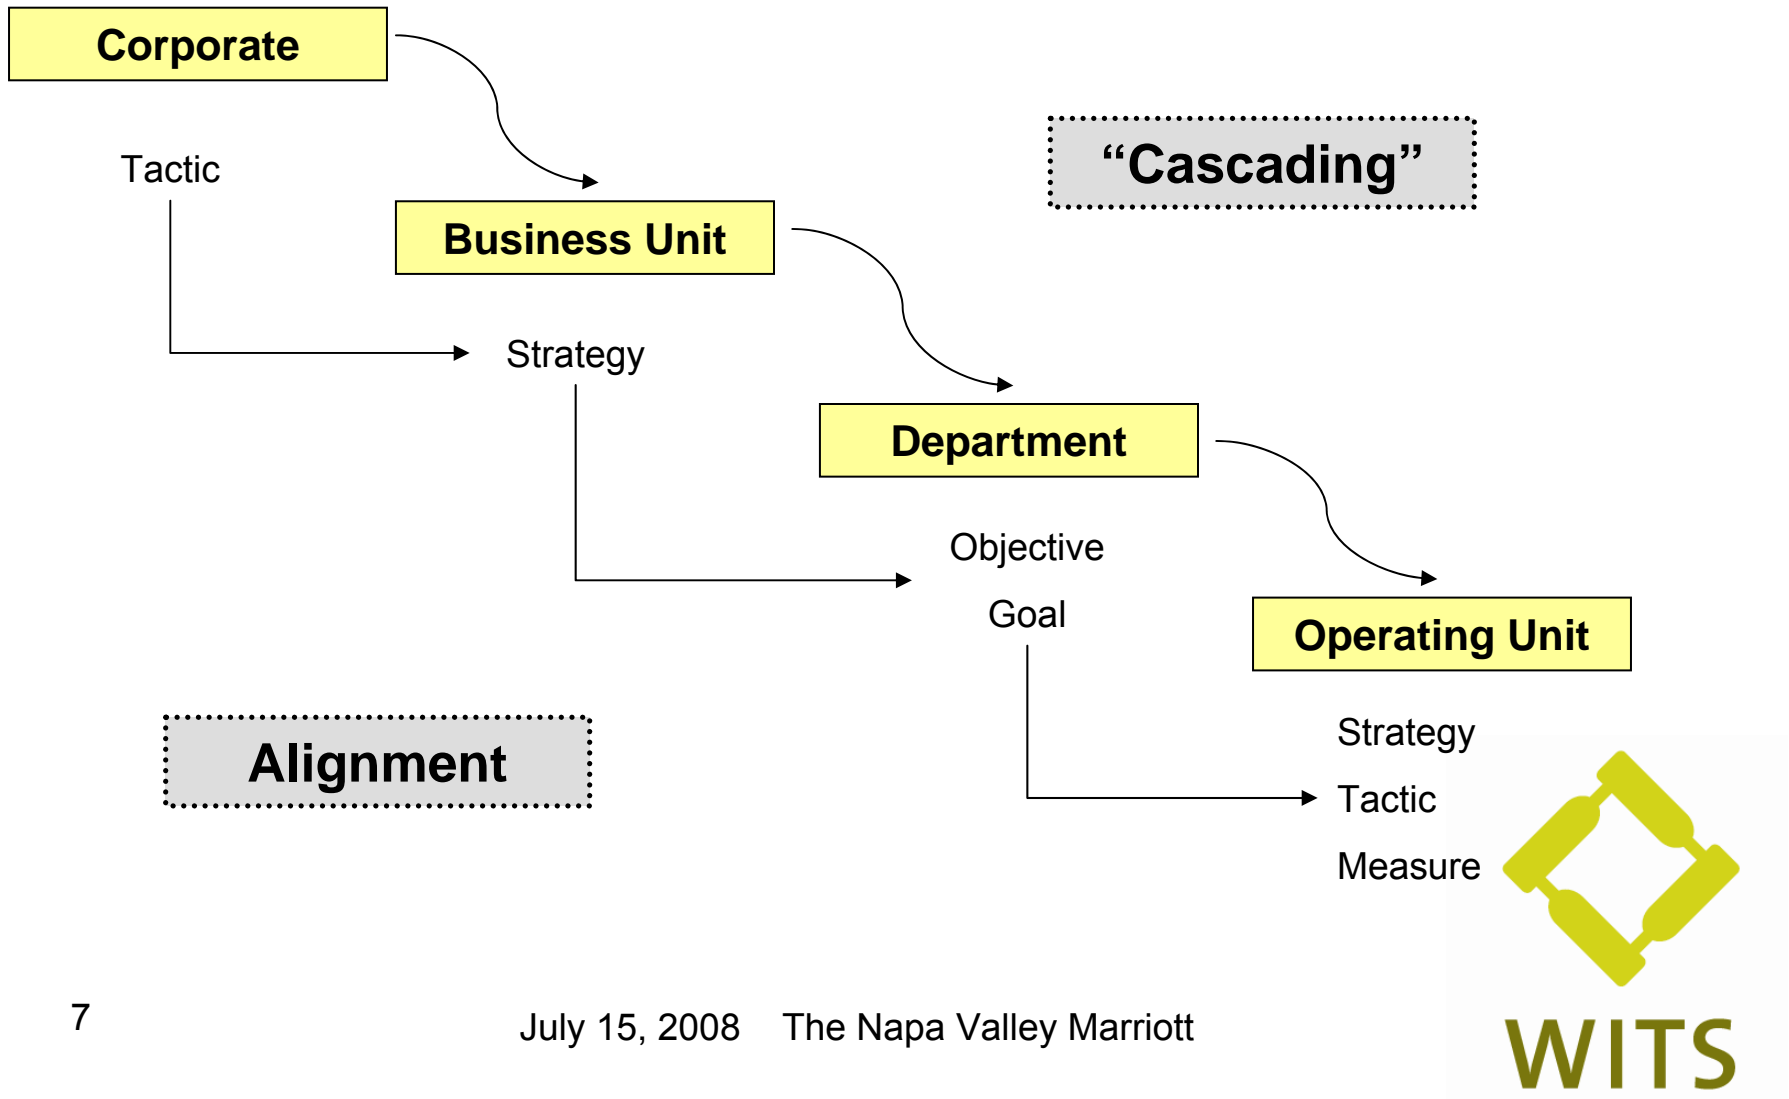 Corporate
“Cascading”
Tactic
Business Unit
Strategy
Department
Objective
Goal
Operating Unit
Alignment
Strategy
Tactic
Measure
7
July 15, 2008 The Napa Valley Marriott
WITS